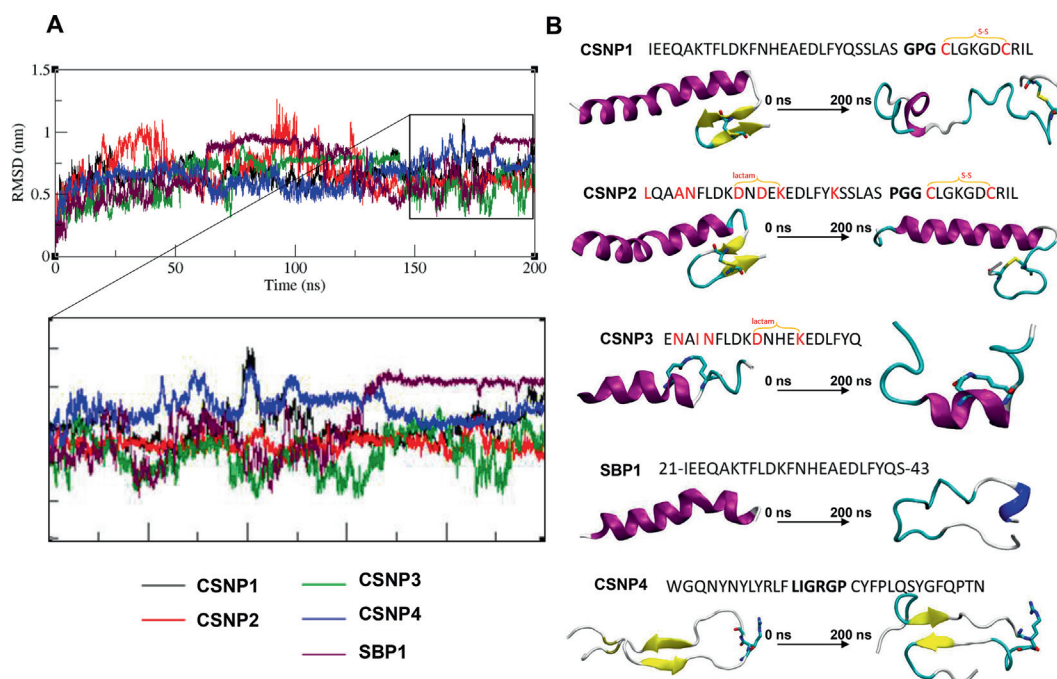 A
RMSD (nm)
1.5
1
0.5
0
0 50 100 150 200
Time (ns)
CSNP1
CSNP2
CSNP3
CSNP4
SBP1
B
S-S
CSNP1 IEEQAKTFLDKFNHEAEDLFYQSSLAS GPG CLGKGDCRIL
0 ns 200 ns
lactam S-S
CSNP2 LQAANFLDKDNDEKEDLFYKSSLAS PGG CLGKGDCRIL
0 ns 200 ns
lactam
CSNP3 ENAI NFLDKDNHEKEDLFYQ
0 ns 200 ns
SBP1 21-IEEQAKTFLDKFNHEAEDLFYQS-43
0 ns 200 ns
CSNP4 WGQNYNYLYRLF LIGRGP CYFPLQSYGFQPTN
0 ns 200 ns